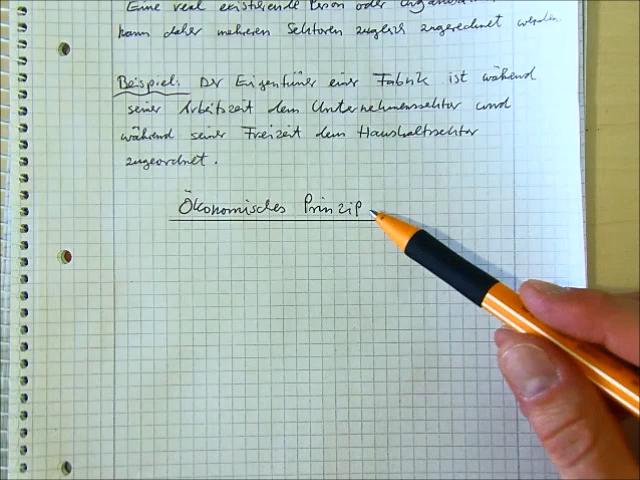 Eine real existierende Person oder
kann daher mehreren Sektoren zugleich zugerechnet werden.
Beispiel: Der Eigentümer einer Fabrik ist während
seiner Arbeitszeit dem Unternehmenssektor und
während seiner Freizeit dem Haushaltssektor
zugeordnet.
Ökonomisches Prinzip